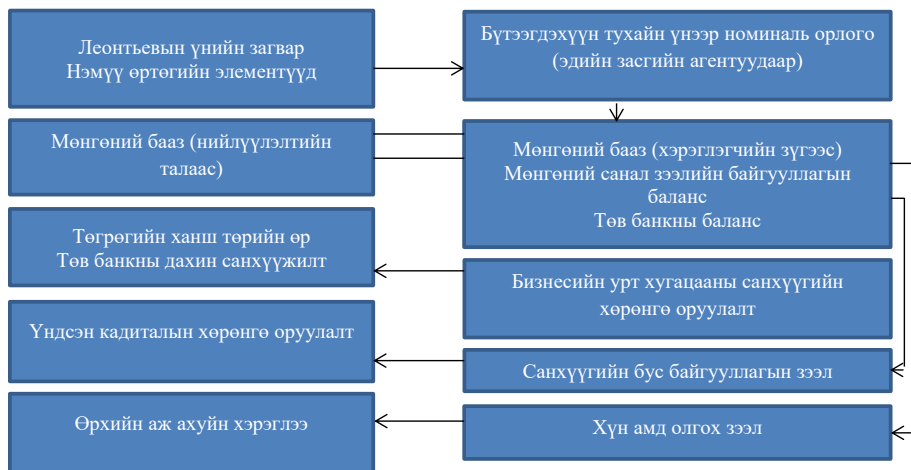 Леонтьевын үнийн загвар
Нэмүү өртөгийн элементүүд
Бүтээгдэхүүн тухайн үнээр номиналь орлого
(эдийн засгийн агентуудаар)
Мөнгөний бааз (нийлүүлэлтийн
талаас)
Мөнгөний бааз (хэрэглэгчийн зүгээс)
Мөнгөний санал зээлийн байгууллагын
баланс
Төв банкны баланс
Төгрөгийн ханш төрийн өр
Төв банкны дахин санхүүжилт
Бизнесийн урт хугацааны санхүүгийн
хөрөнгө оруулалт
Үндсэн кадиталын хөрөнгө оруулалт
Санхүүгийн бус байгууллагын зээл
Өрхийн аж ахуйн хэрэглээ
Хүн амд олгох зээл